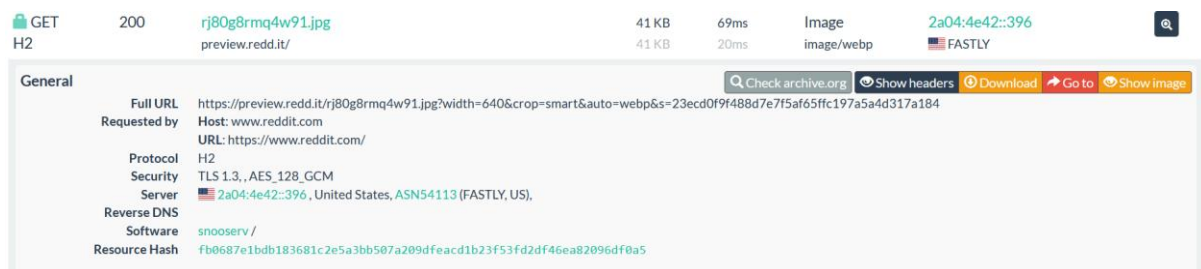 GET 200 rj80g8rmq4w91.jpg 41 KB 69ms Image 2a04:4e42::396
H2 preview.redd.it/ 41 KB 20ms image/webp FASTLY
General Check archive.org Show headers Download Go to Show image
Full URL https://preview.redd.it/rj80g8rmq4w91.jpg?width=640&crop=smart&auto=webp&s=23ecd0f9f488d7e7f5af65ffc197a5a4d317a184
Requested by Host: www.reddit.com
URL: https://www.reddit.com/
Protocol H2
Security TLS 1.3, , AES_128_GCM
Server 2a04:4e42::396 , United States, ASN54113 (FASTLY, US),
Reverse DNS
Software snooserv /
Resource Hash fb0687e1bdb183681c2e5a3bb507a209dfeacd1b23f53fd2df46ea82096df0a5